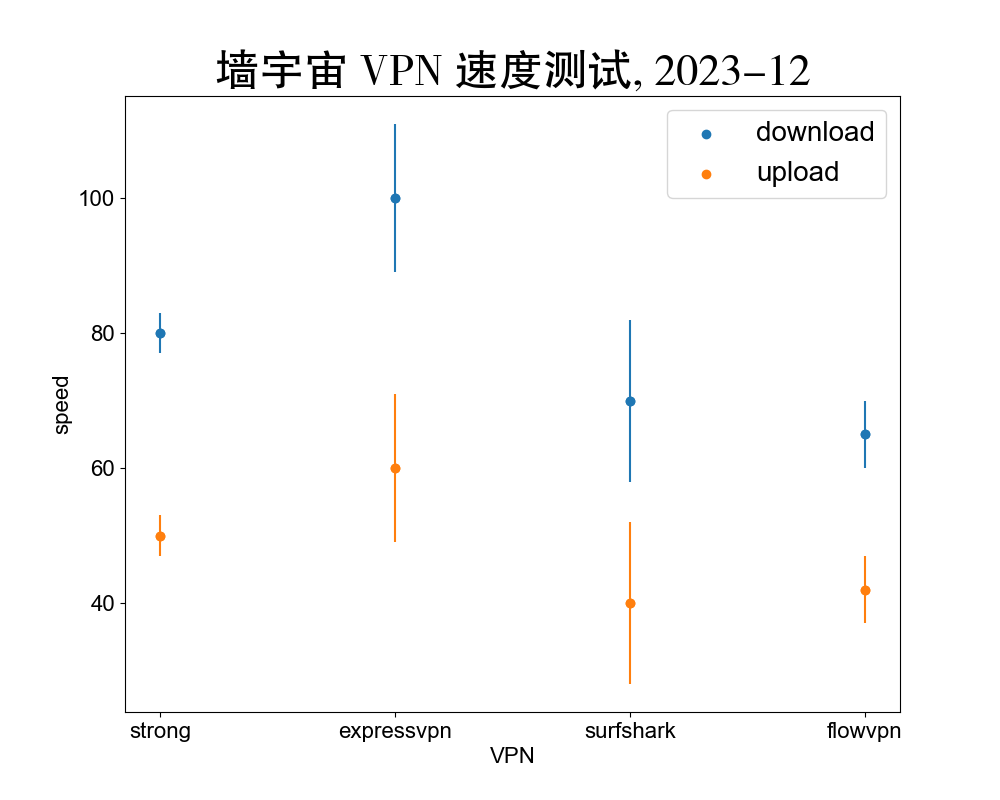 墙宇宙 VPN 速度测试, 2023-12
download
upload
100
80
60
40
speed
strong
expressvpn
surfshark
flowvpn
VPN